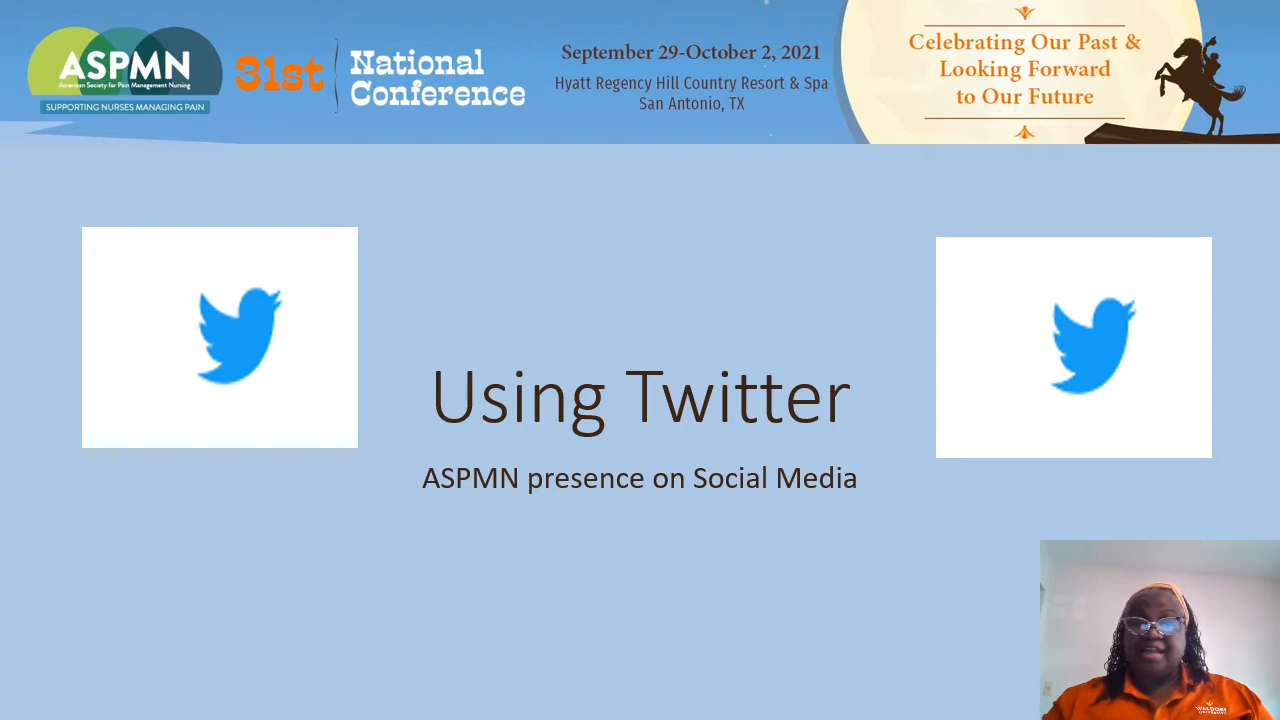 ASPMN
American Society for Pain Management Nursing
SUPPORTING NURSES MANAGING PAIN
31st
National
Conference
September 29-October 2, 2021
Hyatt Regency Hill Country Resort & Spa
San Antonio, TX
Celebrating Our Past &
Looking Forward
to Our Future
Using Twitter
ASPMN presence on Social Media